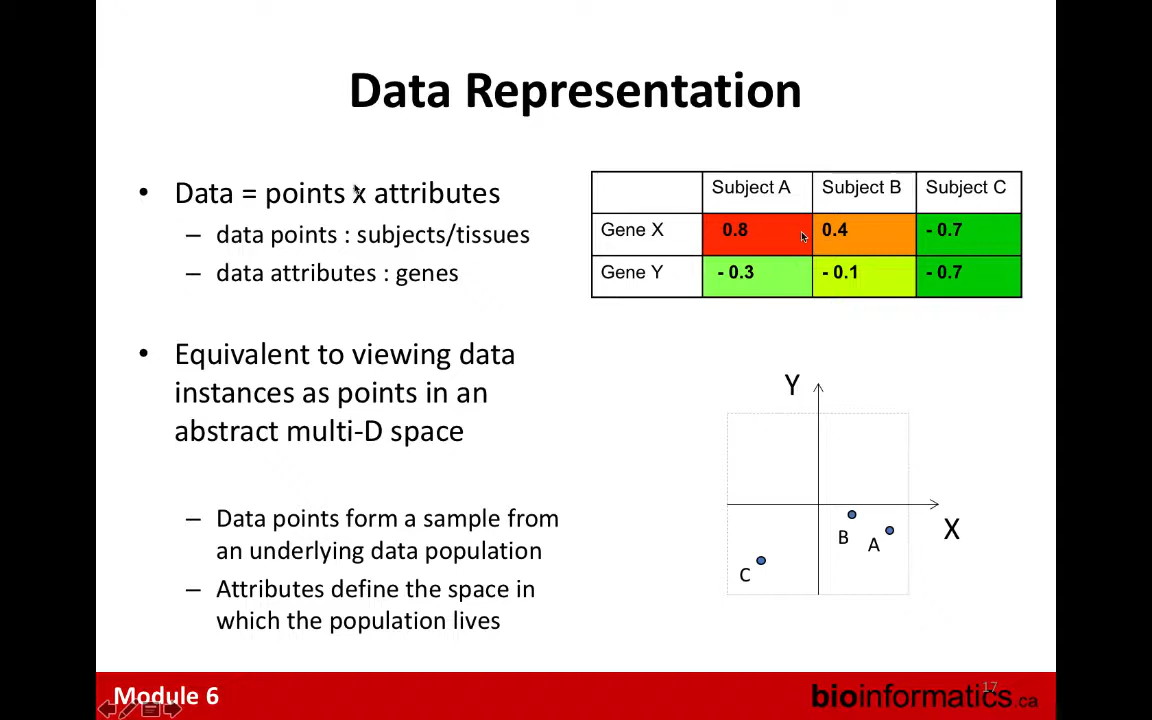 Data Representation
• Data = points x attributes
– data points : subjects/tissues
– data attributes : genes
• Equivalent to viewing data
instances as points in an
abstract multi-D space
– Data points form a sample from
an underlying data population
– Attributes define the space in
which the population lives
Subject A Subject B Subject C
Gene X 0.8 0.4 - 0.7
Gene Y - 0.3 - 0.1 - 0.7
Y
X
B
A
C
Module 6
17
bioinformatics.ca